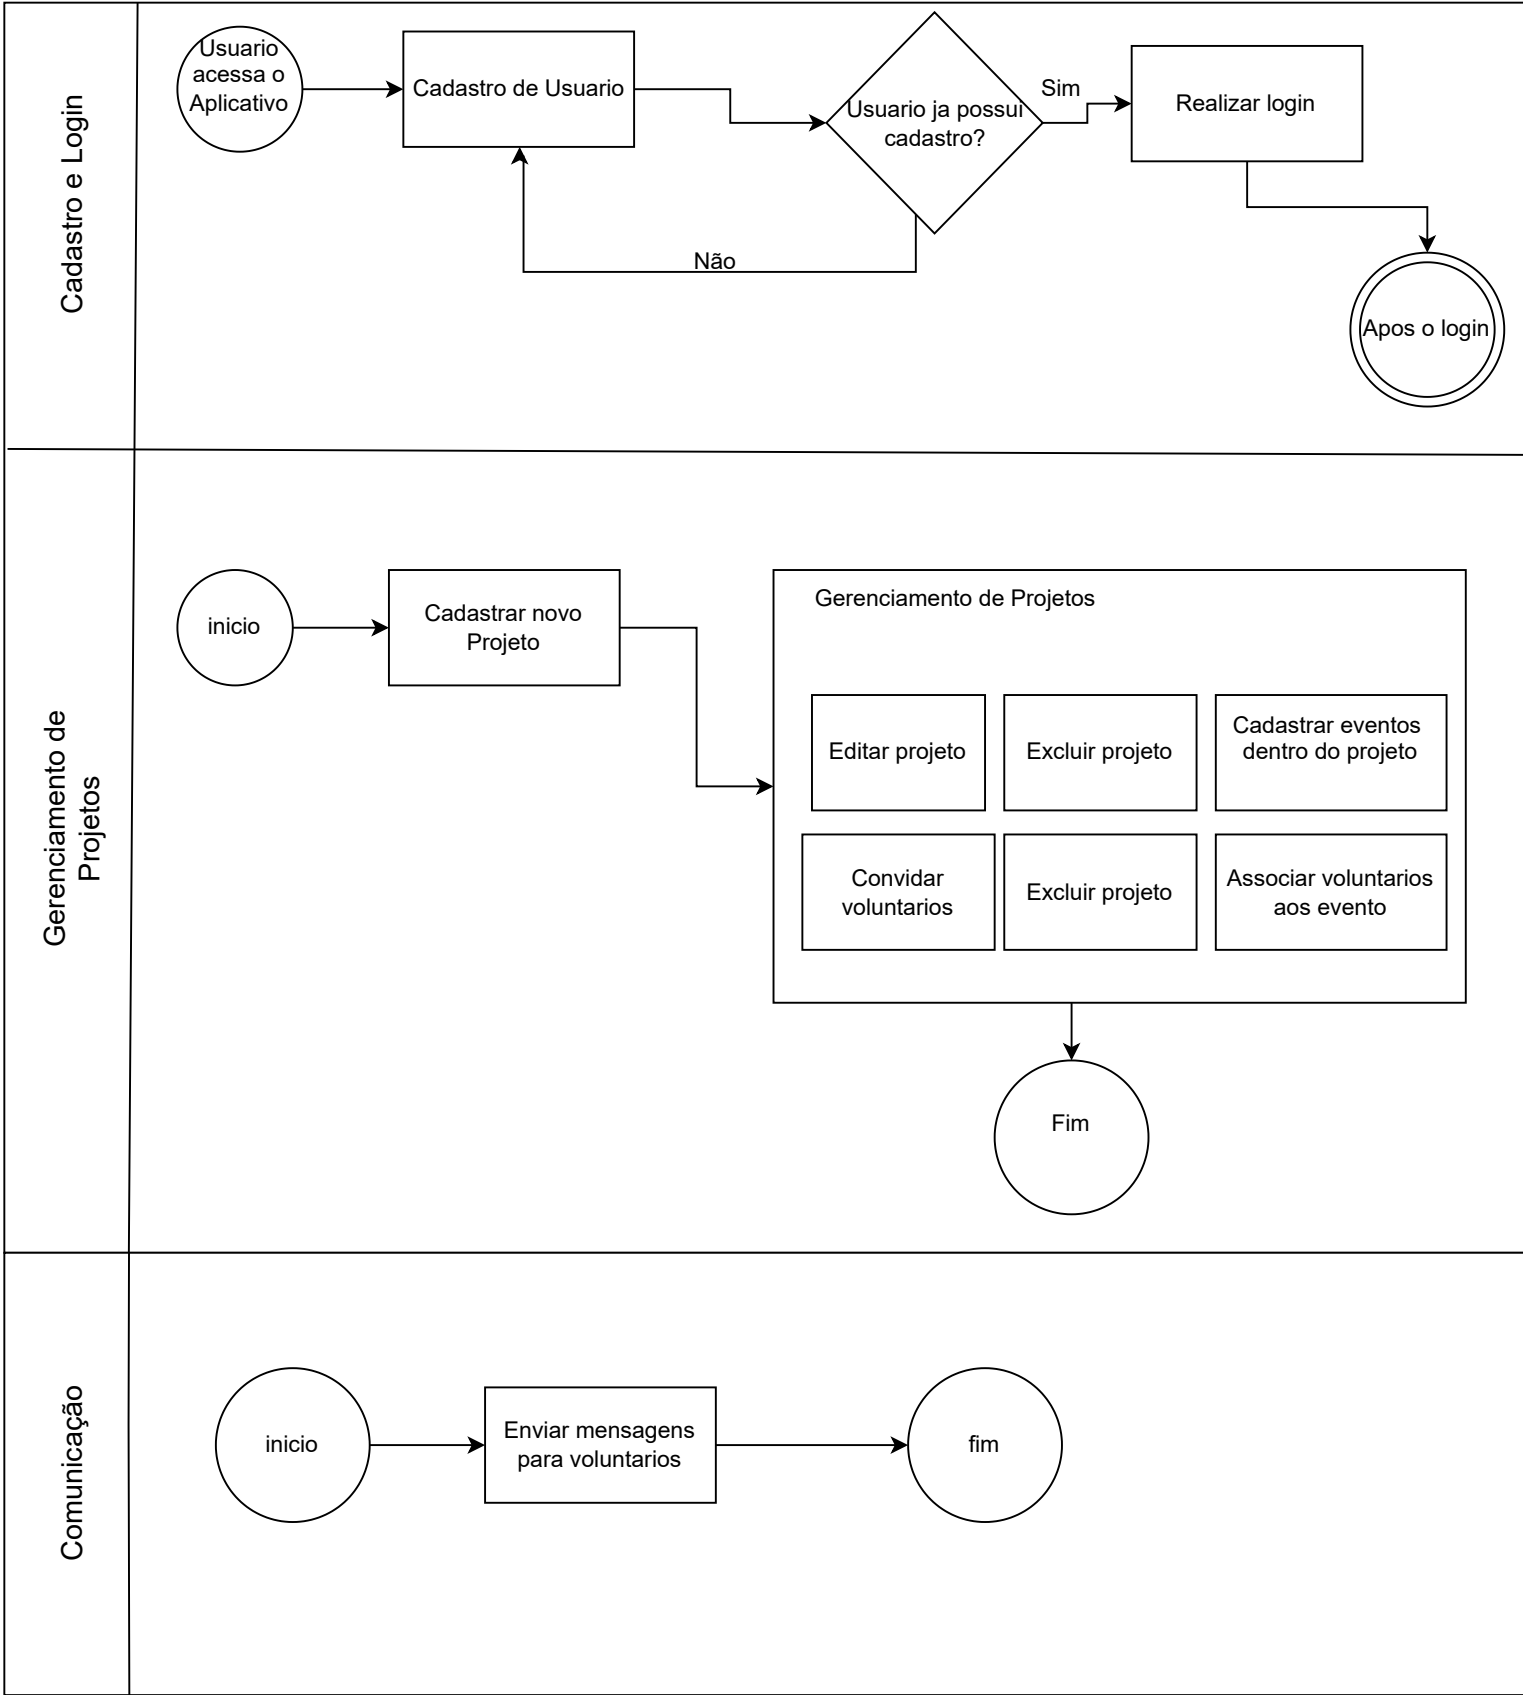 Cadastro e Login
Usuario
acessa o
Aplicativo
Cadastro de Usuario
Usuario ja possui
cadastro?
Sim
Não
Realizar login
Apos o login
Gerenciamento de
Projetos
inicio
Cadastrar novo
Projeto
Gerenciamento de Projetos
Editar projeto
Excluir projeto
Cadastrar eventos
dentro do projeto
Convidar
voluntarios
Excluir projeto
Associar voluntarios
aos evento
Fim
Comunicação
inicio
Enviar mensagens
para voluntarios
fim